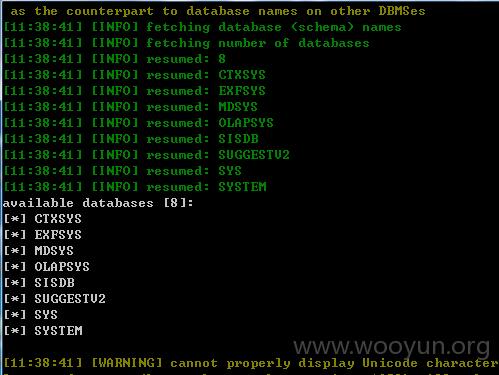 as the counterpart to database names on other DBMSes
[11:38:41] [INFO] fetching database (schema) names
[11:38:41] [INFO] fetching number of databases
[11:38:41] [INFO] resumed: 8
[11:38:41] [INFO] resumed: CTXSYS
[11:38:41] [INFO] resumed: EXFSYS
[11:38:41] [INFO] resumed: MDSYS
[11:38:41] [INFO] resumed: OLAPSYS
[11:38:41] [INFO] resumed: SISDB
[11:38:41] [INFO] resumed: SUGGESTV2
[11:38:41] [INFO] resumed: SYS
[11:38:41] [INFO] resumed: SYSTEM
available databases [8]:
[*] CTXSYS
[*] EXFSYS
[*] MDSYS
[*] OLAPSYS
[*] SISDB
[*] SUGGESTV2
[*] SYS
[*] SYSTEM
www.wooyun.org
[11:38:41] [WARNING] cannot properly display Unicode character